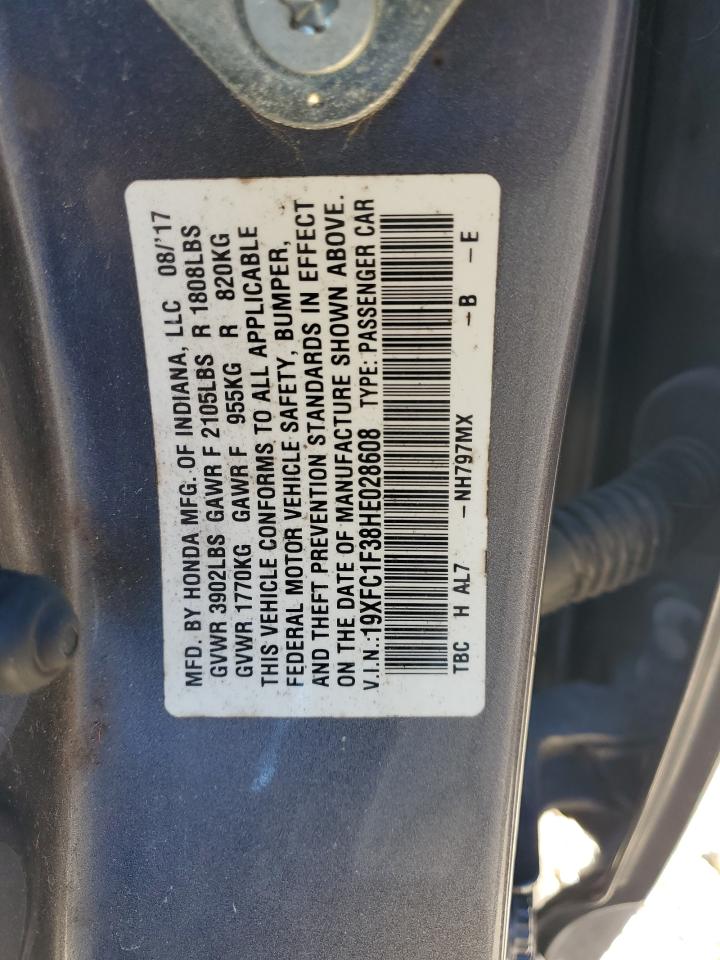 MFD. BY HONDA MFG. OF INDIANA, LLC 08/'17
GVWR 3902LBS GAWR F 2105LBS R 1808LBS
GVWR 1770KG GAWR F 955KG R 820KG
THIS VEHICLE CONFORMS TO ALL APPLICABLE
FEDERAL MOTOR VEHICLE SAFETY, BUMPER,
AND THEFT PREVENTION STANDARDS IN EFFECT
ON THE DATE OF MANUFACTURE SHOWN ABOVE.
V.I.N.:19XFC1F38HE028608 TYPE: PASSENGER CAR
TBC H AL7 -NH797MX -B -E